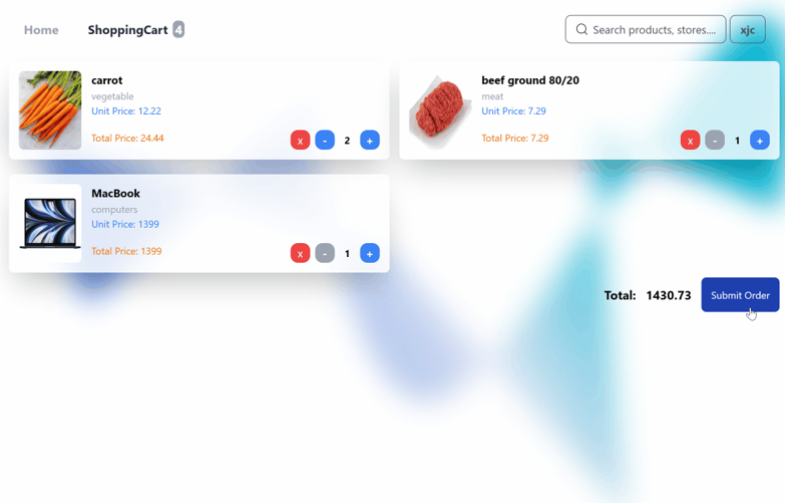 Home ShoppingCart 4 Search products, stores.... xjc
carrot
vegetable
Unit Price: 12.22
Total Price: 24.44 x - 2 +
beef ground 80/20
meat
Unit Price: 7.29
Total Price: 7.29 x - 1 +
MacBook
computers
Unit Price: 1399
Total Price: 1399 x - 1 +
Total: 1430.73 Submit Order